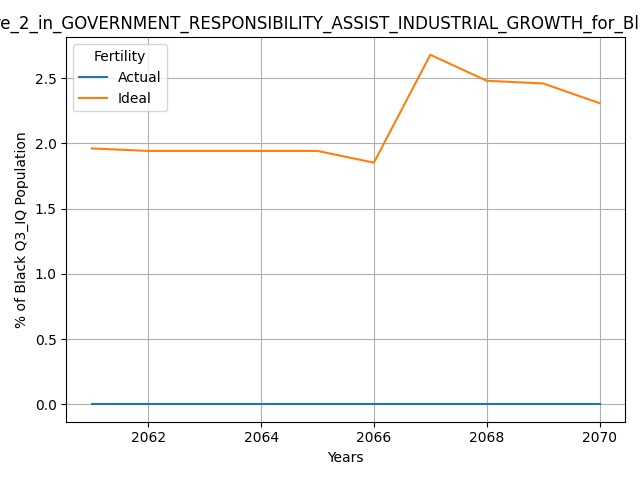 e_2_in_GOVERNMENT_RESPONSIBILITY_ASSIST_INDUSTRIAL_GROWTH_for_Bl
Fertility
Actual
Ideal
% of Black Q3_IQ Population
2.5
2.0
1.5
1.0
0.5
0.0
2062 2064 2066 2068 2070
Years